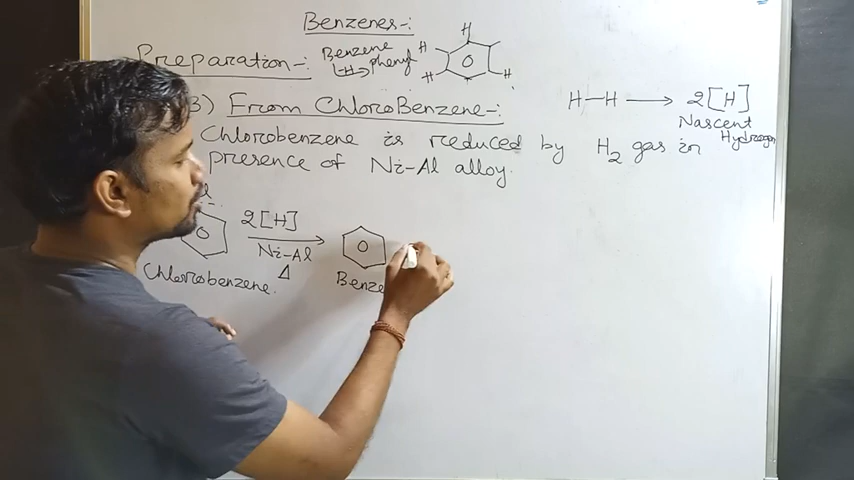 Benzenes-:
Preparation-: Benzene
↳H→ phenyl
H
H
H
H
3) From ChloroBenzene-:
H—H → 2[H]
Nascent
Hydrogen
Chlorobenzene is reduced by H2 gas in
presence of Ni-Al alloy.
2[H]
Ni-Al
Δ
Chlorobenzene.